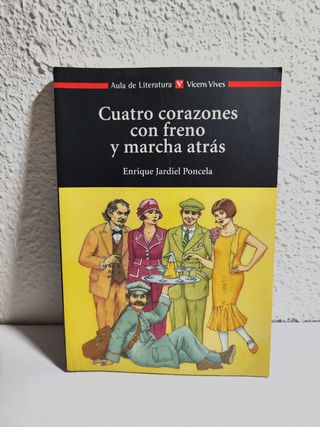 Aula de Literatura V Vicens Vives
Cuatro corazones
con freno
y marcha atrás
Enrique Jardiel Poncela